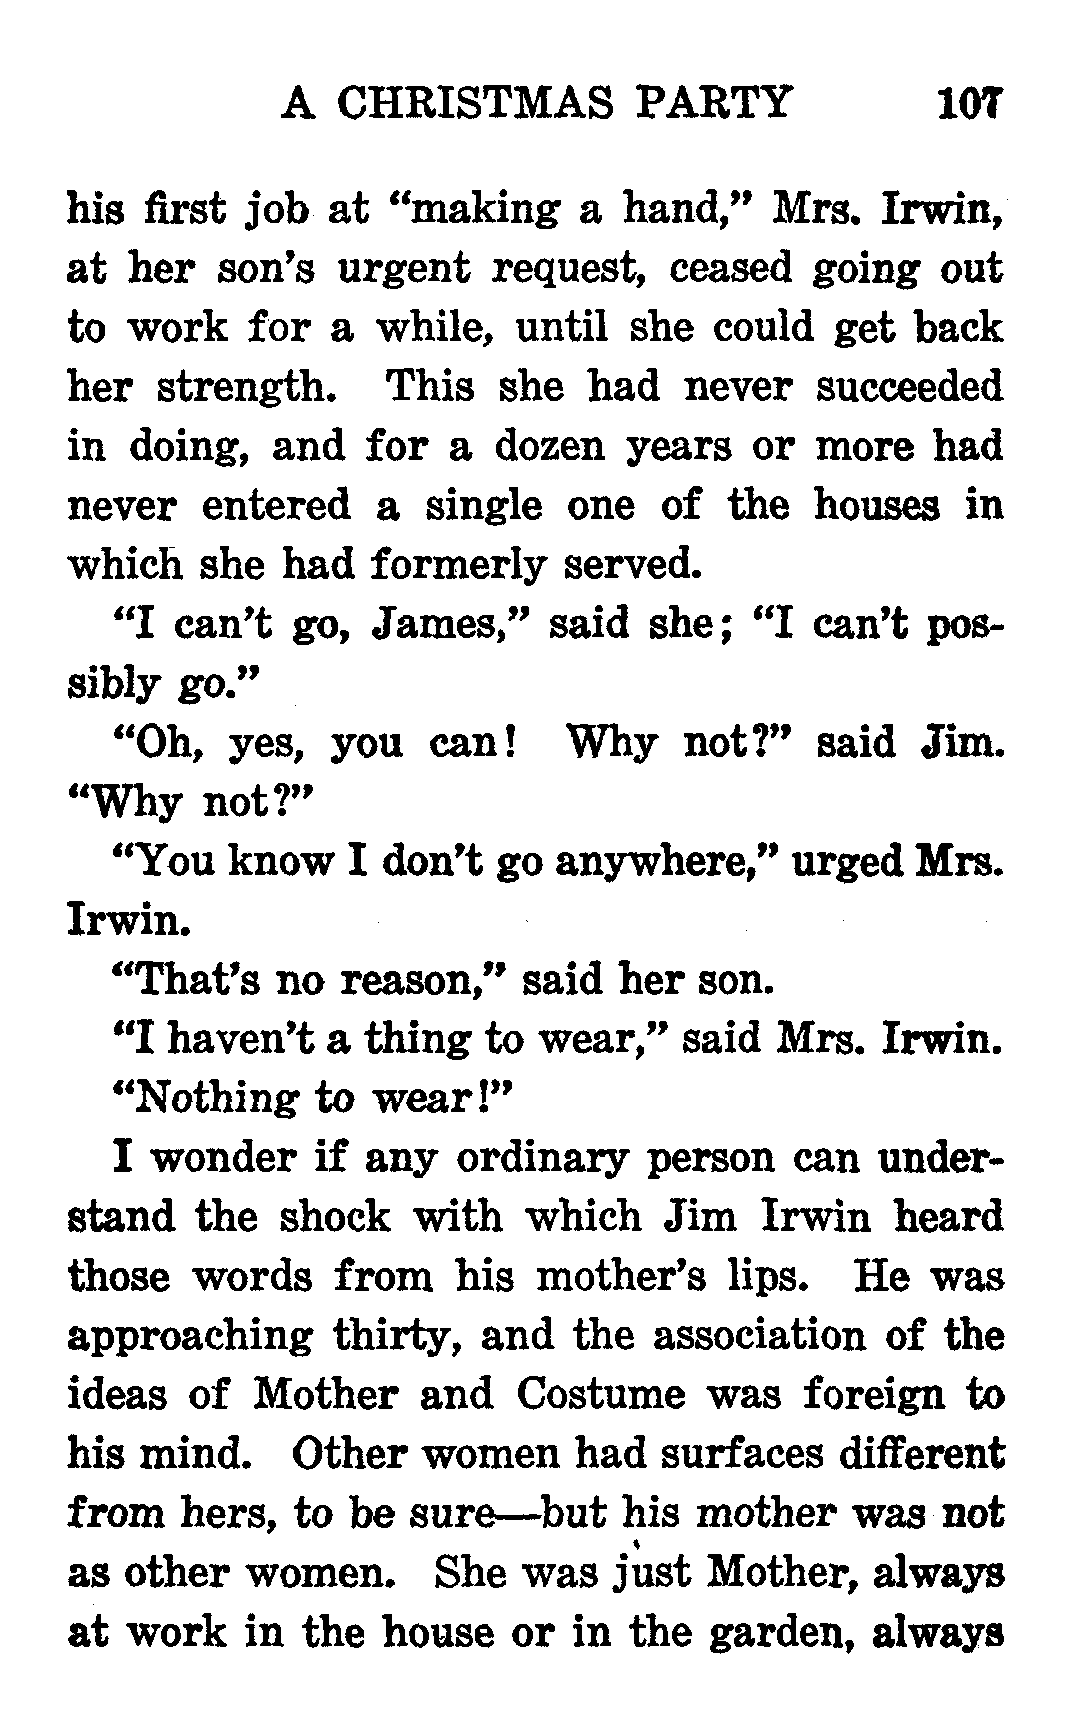 A CHRISTMAS PARTY 107
his first job at “making a hand,” Mrs. Irwin,
at her son’s urgent request, ceased going out
to work for a while, until she could get back
her strength. This she had never succeeded
in doing, and for a dozen years or more had
never entered a single one of the houses in
which she had formerly served.
“I can’t go, James,” said she; “I can’t pos-
sibly go.”
“Oh, yes, you can! Why not?” said Jim.
“Why not?”
“You know I don’t go anywhere,” urged Mrs.
Irwin.
“That’s no reason,” said her son.
“I haven’t a thing to wear,” said Mrs. Irwin.
“Nothing to wear!”
I wonder if any ordinary person can under-
stand the shock with which Jim Irwin heard
those words from his mother’s lips. He was
approaching thirty, and the association of the
ideas of Mother and Costume was foreign to
his mind. Other women had surfaces different
from hers, to be sure—but his mother was not
as other women. She was just Mother, always
at work in the house or in the garden, always